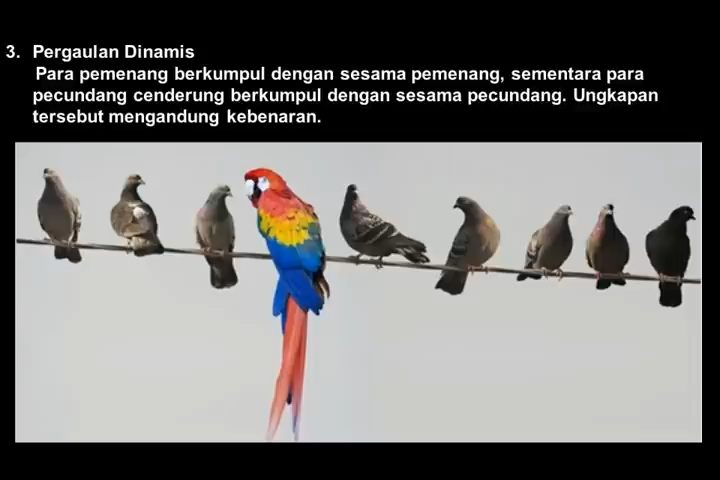 3. Pergaulan Dinamis
Para pemenang berkumpul dengan sesama pemenang, sementara para
pecundang cenderung berkumpul dengan sesama pecundang. Ungkapan
tersebut mengandung kebenaran.